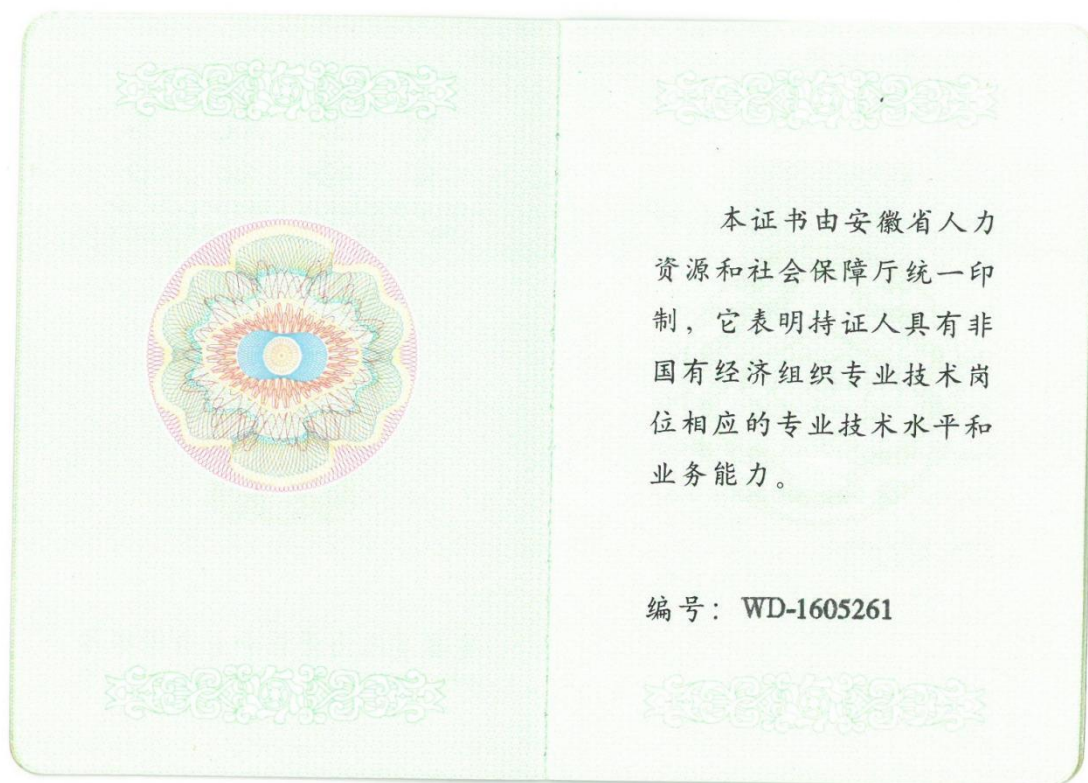 本证书由安徽省人力
资源和社会保障厅统一印
制，它表明持证人具有非
国有经济组织专业技术岗
位相应的专业技术水平和
业务能力。
编号：WD-1605261